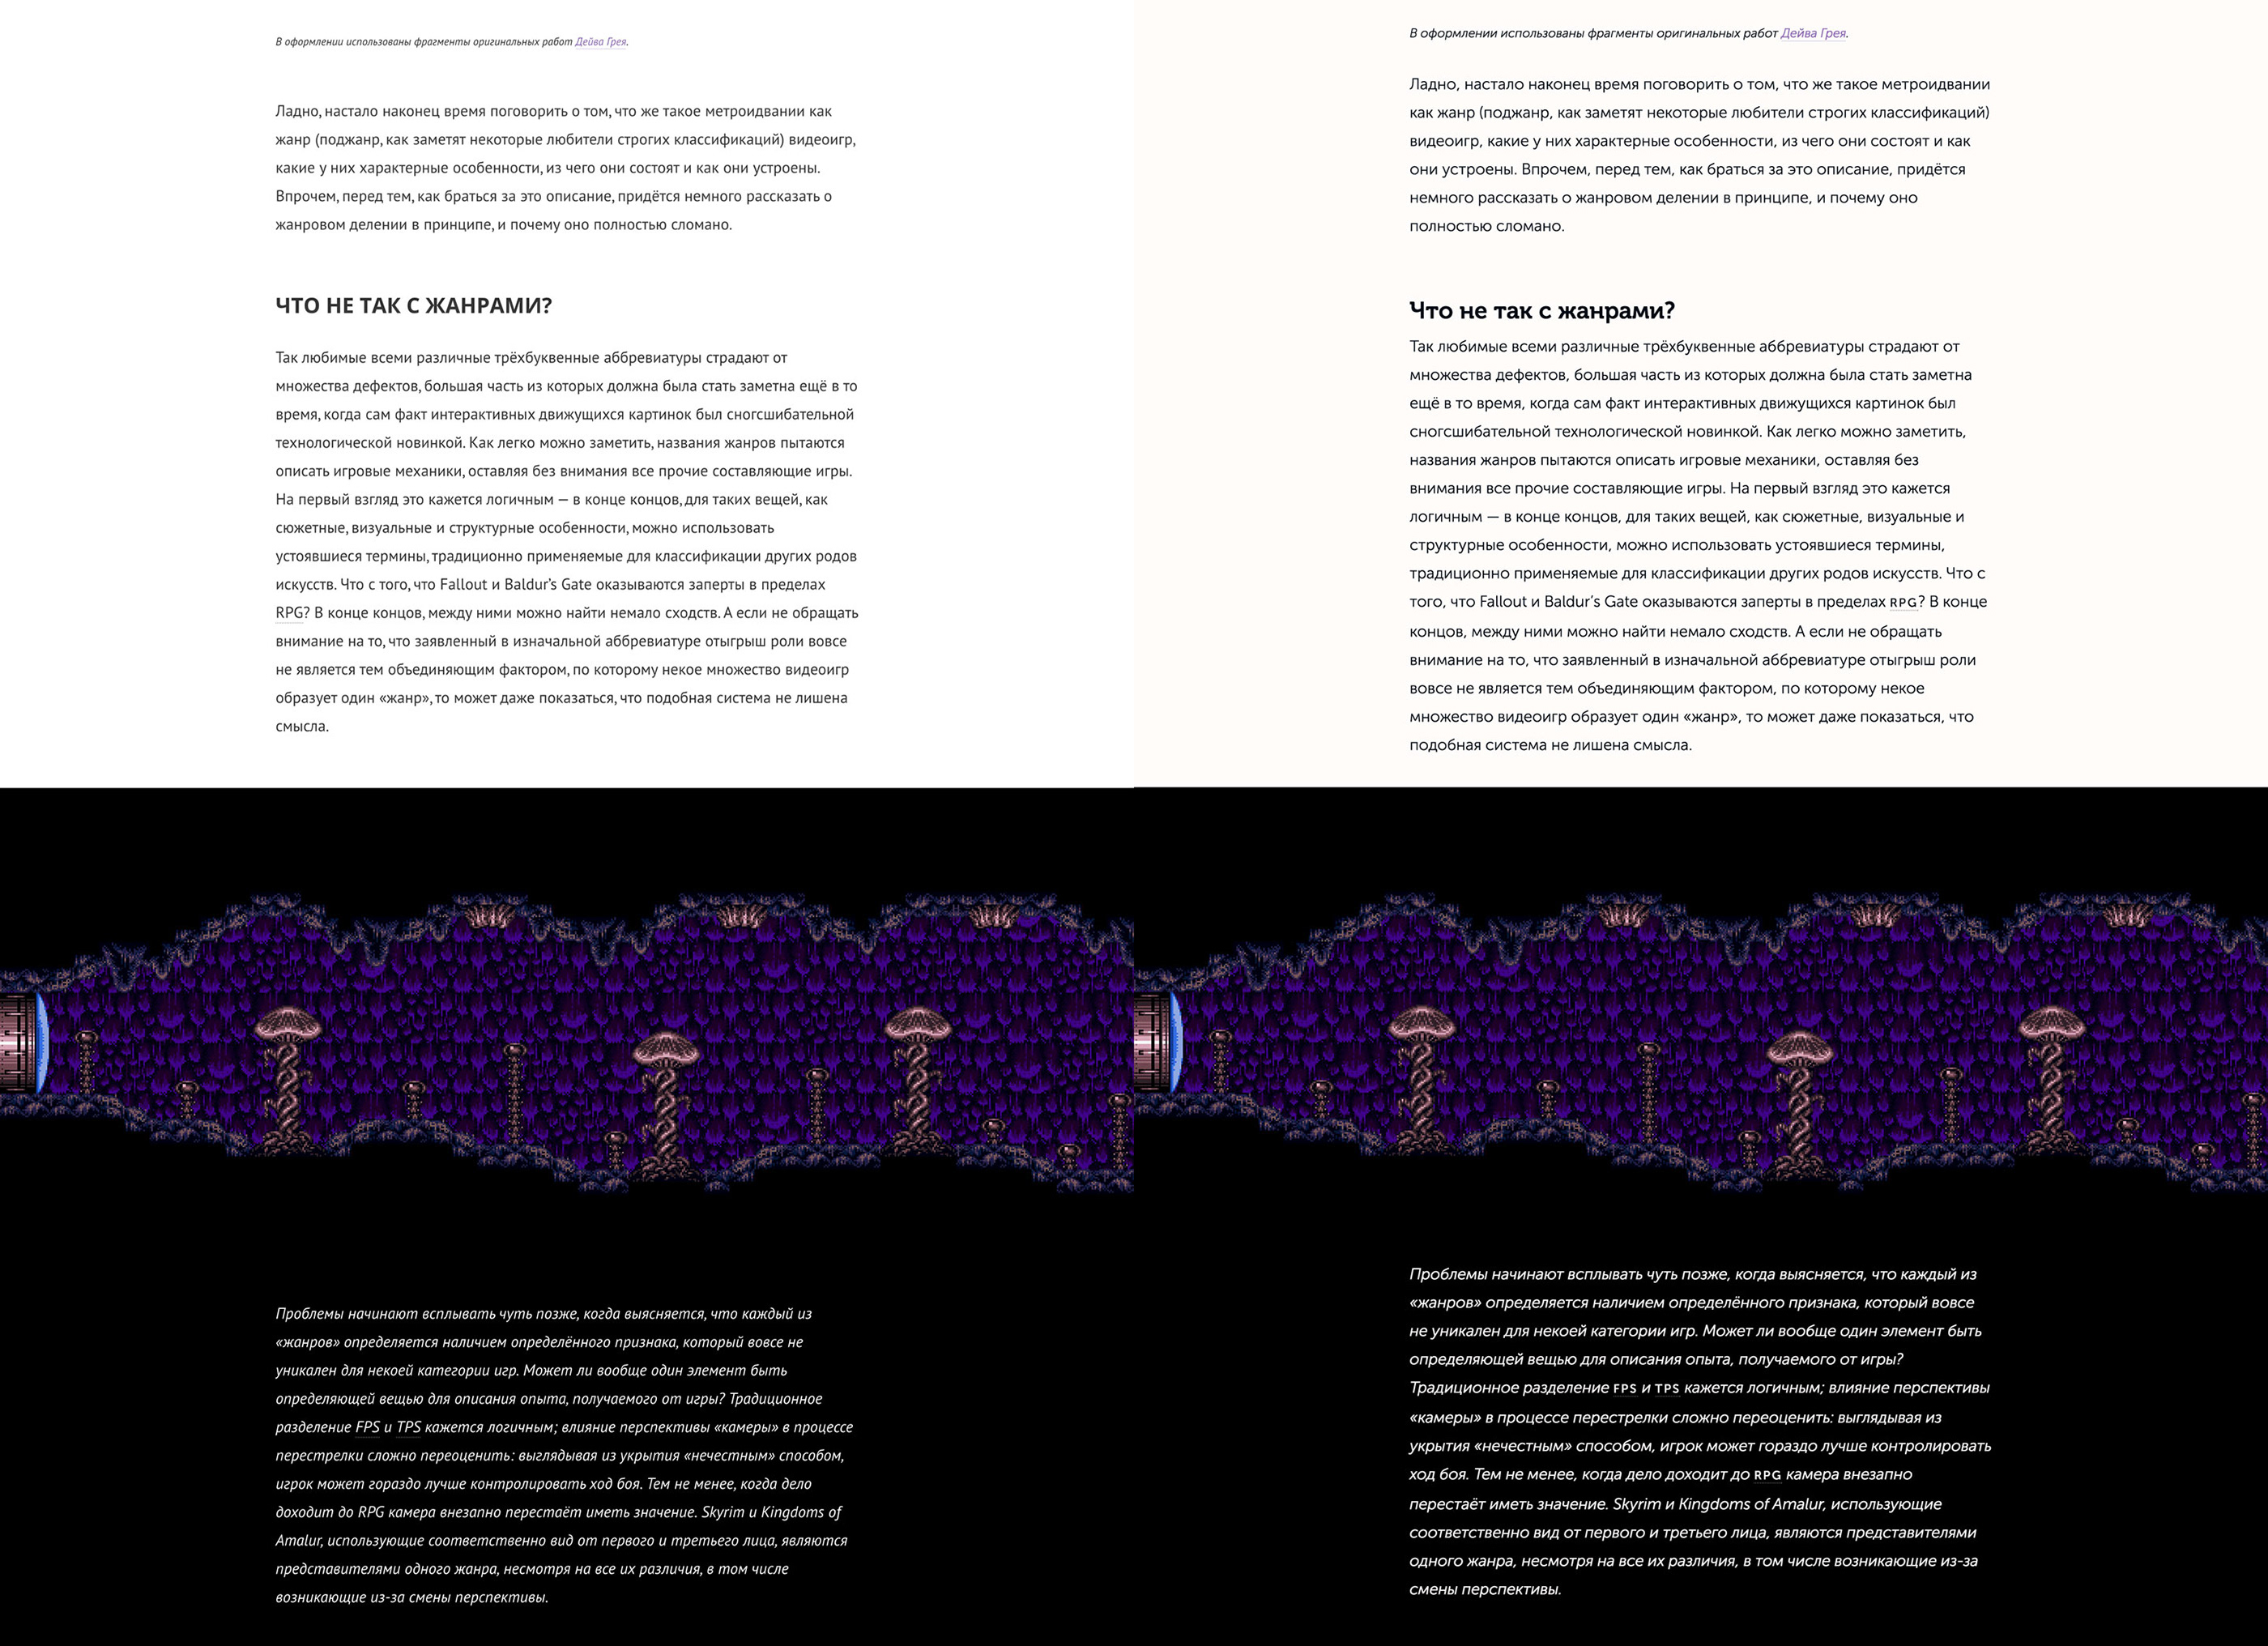 В оформлении использованы фрагменты оригинальных работ Дейва Грея.
Ладно, настало наконец время поговорить о том, что же такое метроидвании как
жанр (поджанр, как заметят некоторые любители строгих классификаций) видеоигр,
какие у них характерные особенности, из чего они состоят и как они устроены.
Впрочем, перед тем, как браться за это описание, придётся немного рассказать о
жанровом делении в принципе, и почему оно полностью сломано.
ЧТО НЕ ТАК С ЖАНРАМИ?
Так любимые всеми различные трёхбуквенные аббревиатуры страдают от
множества дефектов, большая часть из которых должна была стать заметна ещё в то
время, когда сам факт интерактивных движущихся картинок был сногсшибательной
технологической новинкой. Как легко можно заметить, названия жанров пытаются
описать игровые механики, оставляя без внимания все прочие составляющие игры.
На первый взгляд это кажется логичным — в конце концов, для таких вещей, как
сюжетные, визуальные и структурные особенности, можно использовать
устоявшиеся термины, традиционно применяемые для классификации других родов
искусств. Что с того, что Fallout и Baldur’s Gate оказываются заперты в пределах
RPG? В конце концов, между ними можно найти немало сходств. А если не обращать
внимание на то, что заявленный в изначальной аббревиатуре отыгрыш роли вовсе
не является тем объединяющим фактором, по которому некое множество видеоигр
образует один «жанр», то может даже показаться, что подобная система не лишена
смысла.
Проблемы начинают всплывать чуть позже, когда выясняется, что каждый из
«жанров» определяется наличием определённого признака, который вовсе не
уникален для некоей категории игр. Может ли вообще один элемент быть
определяющей вещью для описания опыта, получаемого от игры? Традиционное
разделение FPS и TPS кажется логичным; влияние перспективы «камеры» в процессе
перестрелки сложно переоценить: выглядывая из укрытия «нечестным» способом,
игрок может гораздо лучше контролировать ход боя. Тем не менее, когда дело
доходит до RPG камера внезапно перестаёт иметь значение. Skyrim и Kingdoms of
Amalur, использующие соответственно вид от первого и третьего лица, являются
представителями одного жанра, несмотря на все их различия, в том числе
возникающие из-за смены перспективы.
В оформлении использованы фрагменты оригинальных работ Дейва Грея.
Ладно, настало наконец время поговорить о том, что же такое метроидвании
как жанр (поджанр, как заметят некоторые любители строгих классификаций)
видеоигр, какие у них характерные особенности, из чего они состоят и как
они устроены. Впрочем, перед тем, как браться за это описание, придётся
немного рассказать о жанровом делении в принципе, и почему оно
полностью сломано.
Что не так с жанрами?
Так любимые всеми различные трёхбуквенные аббревиатуры страдают от
множества дефектов, большая часть из которых должна была стать заметна
ещё в то время, когда сам факт интерактивных движущихся картинок был
сногсшибательной технологической новинкой. Как легко можно заметить,
названия жанров пытаются описать игровые механики, оставляя без
внимания все прочие составляющие игры. На первый взгляд это кажется
логичным — в конце концов, для таких вещей, как сюжетные, визуальные и
структурные особенности, можно использовать устоявшиеся термины,
традиционно применяемые для классификации других родов искусств. Что с
того, что Fallout и Baldur’s Gate оказываются заперты в пределах RPG? В конце
концов, между ними можно найти немало сходств. А если не обращать
внимание на то, что заявленный в изначальной аббревиатуре отыгрыш роли
вовсе не является тем объединяющим фактором, по которому некое
множество видеоигр образует один «жанр», то может даже показаться, что
подобная система не лишена смысла.
Проблемы начинают всплывать чуть позже, когда выясняется, что каждый из
«жанров» определяется наличием определённого признака, который вовсе
не уникален для некоей категории игр. Может ли вообще один элемент быть
определяющей вещью для описания опыта, получаемого от игры?
Традиционное разделение FPS и TPS кажется логичным; влияние перспективы
«камеры» в процессе перестрелки сложно переоценить: выглядывая из
укрытия «нечестным» способом, игрок может гораздо лучше контролировать
ход боя. Тем не менее, когда дело доходит до RPG камера внезапно
перестаёт иметь значение. Skyrim и Kingdoms of Amalur, использующие
соответственно вид от первого и третьего лица, являются представителями
одного жанра, несмотря на все их различия, в том числе возникающие из-за
смены перспективы.